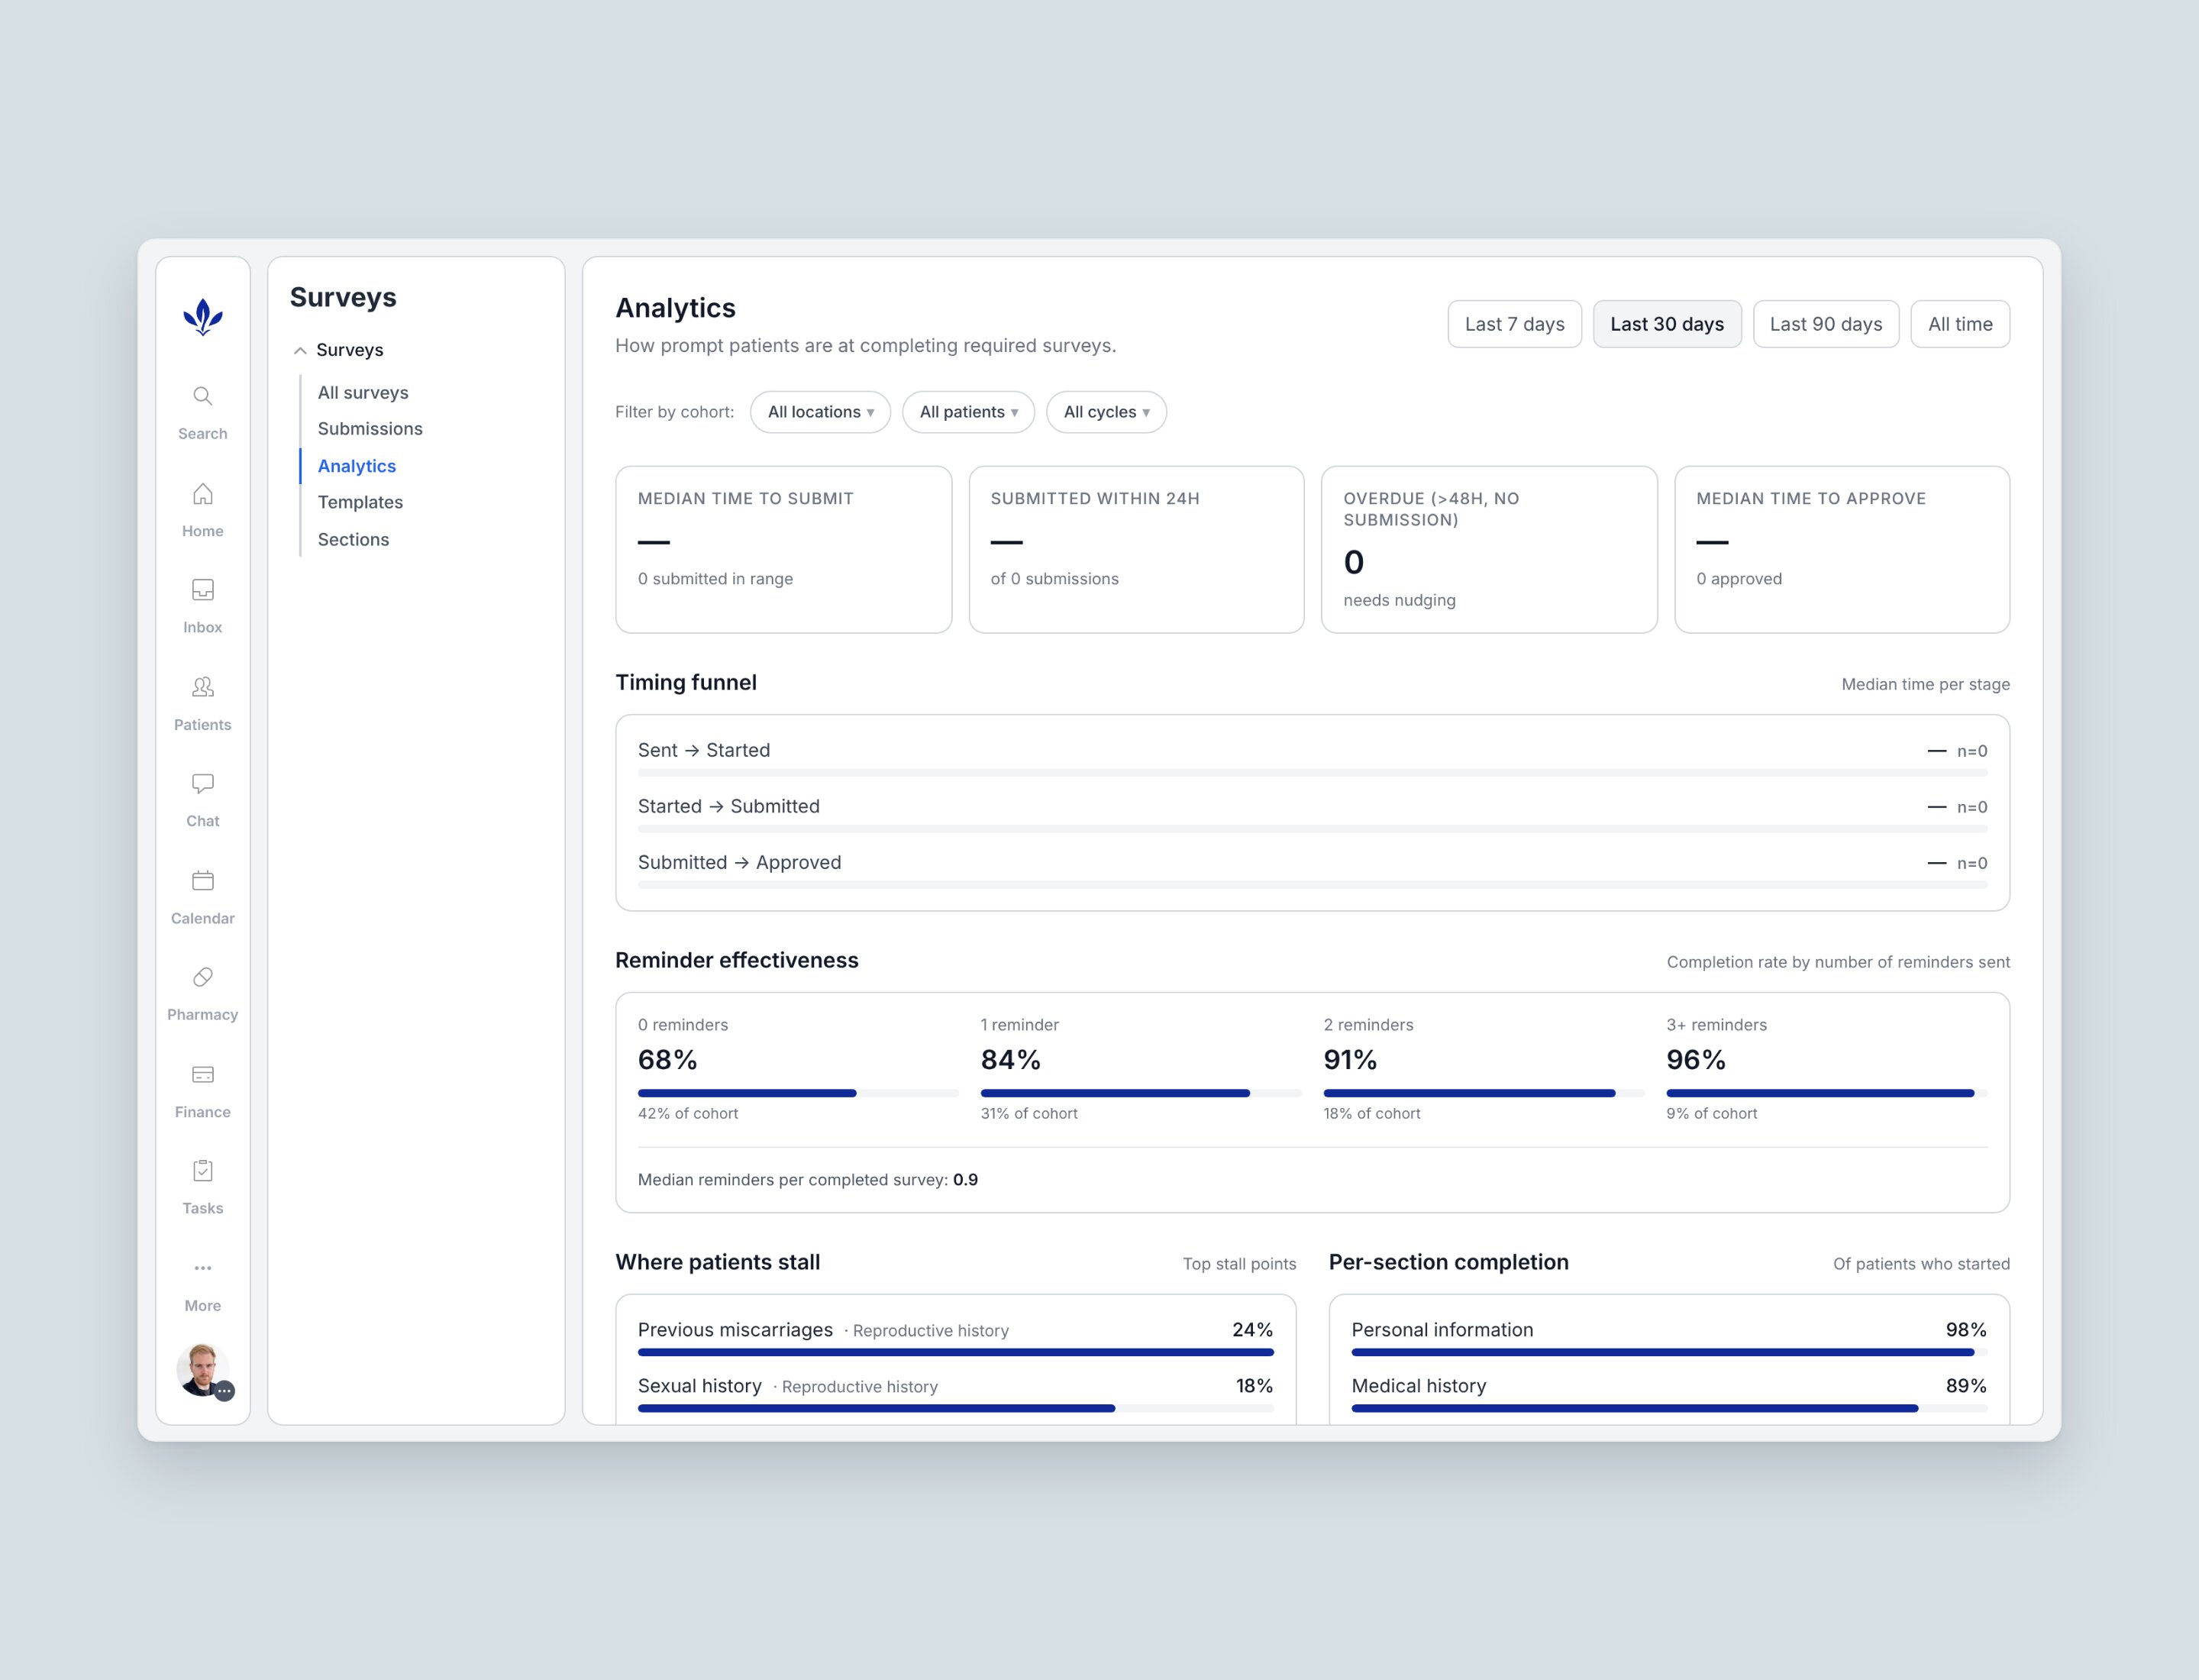 Search
Home
Inbox
Patients
Chat
Calendar
Pharmacy
Finance
Tasks
More
Surveys
Surveys
All surveys
Submissions
Analytics
Templates
Sections
Analytics
How prompt patients are at completing required surveys.
Last 7 days
Last 30 days
Last 90 days
All time
Filter by cohort:
All locations ▾
All patients ▾
All cycles ▾
MEDIAN TIME TO SUBMIT
—
0 submitted in range
SUBMITTED WITHIN 24H
—
of 0 submissions
OVERDUE (>48H, NO
SUBMISSION)
0
needs nudging
MEDIAN TIME TO APPROVE
—
0 approved
Timing funnel
Median time per stage
Sent → Started
— n=0
Started → Submitted
— n=0
Submitted → Approved
— n=0
Reminder effectiveness
Completion rate by number of reminders sent
0 reminders
68%
42% of cohort
1 reminder
84%
31% of cohort
2 reminders
91%
18% of cohort
3+ reminders
96%
9% of cohort
Median reminders per completed survey: 0.9
Where patients stall
Top stall points
Previous miscarriages · Reproductive history
24%
Sexual history · Reproductive history
18%
Per-section completion
Of patients who started
Personal information
98%
Medical history
89%